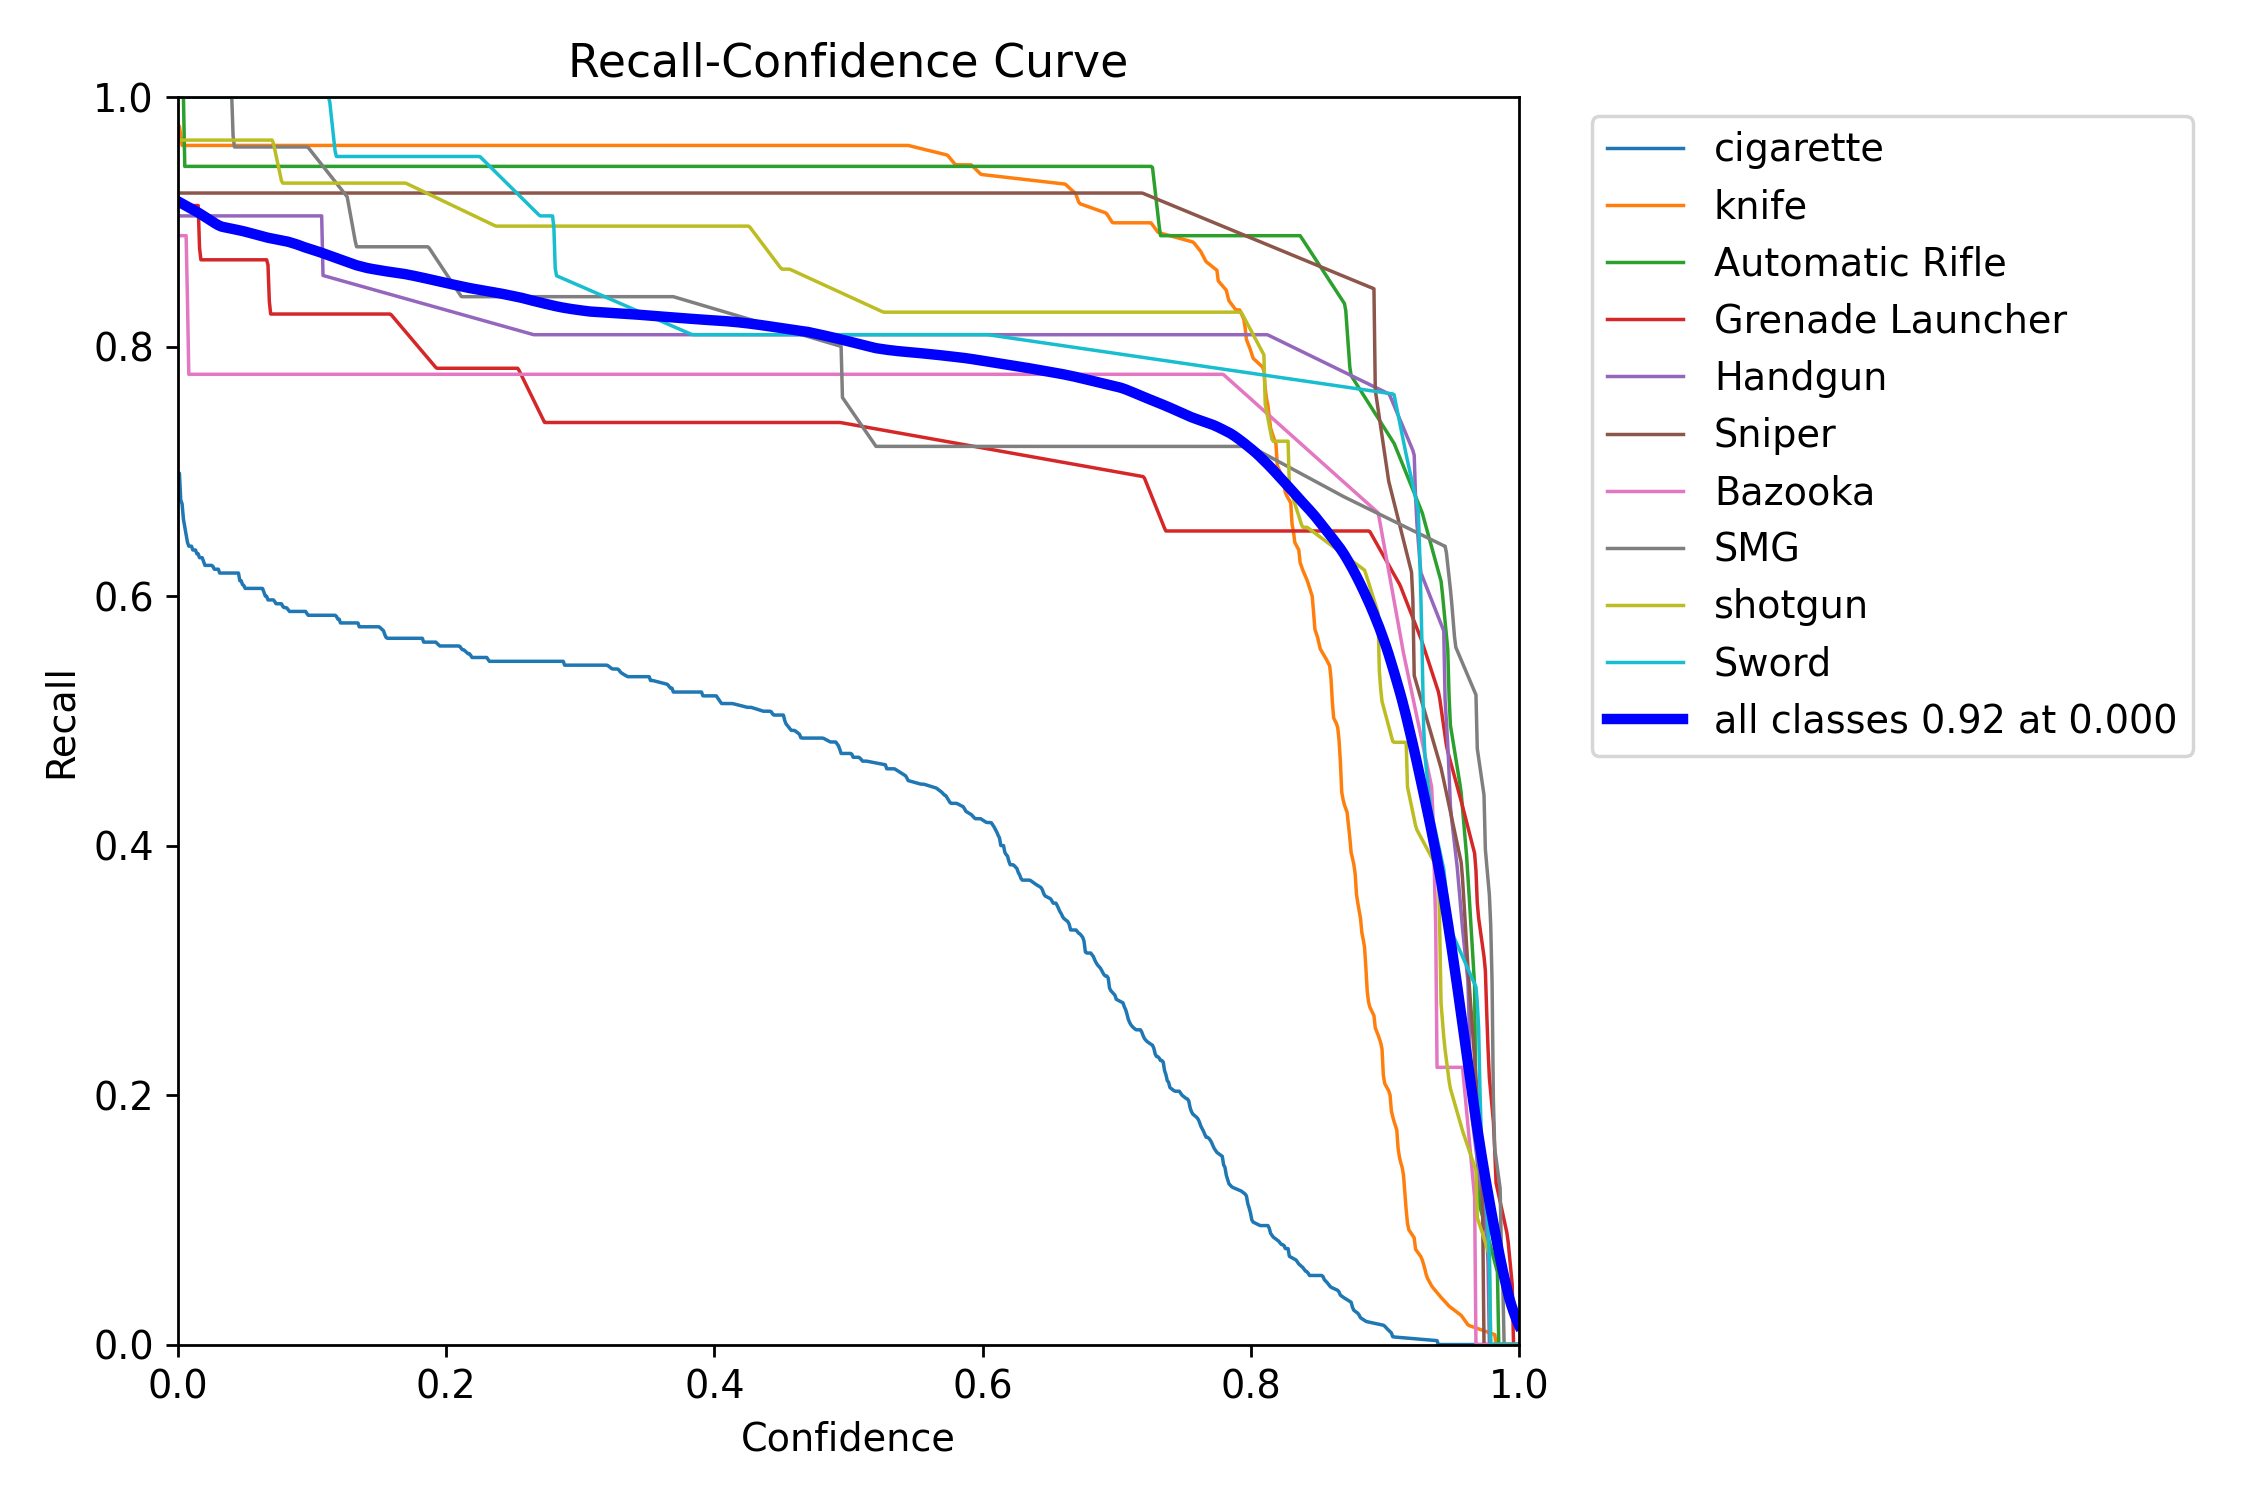 Recall-Confidence Curve
1.0
0.8
0.6
0.4
0.2
0.0
Recall
0.0 0.2 0.4 0.6 0.8 1.0
Confidence
cigarette
knife
Automatic Rifle
Grenade Launcher
Handgun
Sniper
Bazooka
SMG
shotgun
Sword
all classes 0.92 at 0.000